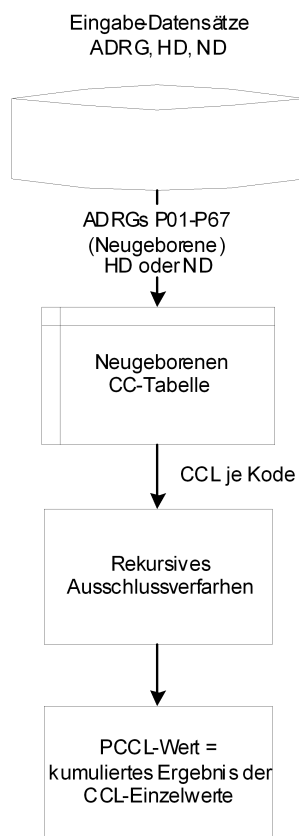 Eingabe-Datensätze
ADRG, HD, ND
ADRGs P01-P67
(Neugeborene)
HD oder ND
Neugeborenen
CC-Tabelle
CCL je Kode
Rekursives
Ausschlussverfarhen
PCCL-Wert =
kumuliertes Ergebnis der
CCL-Einzelwerte